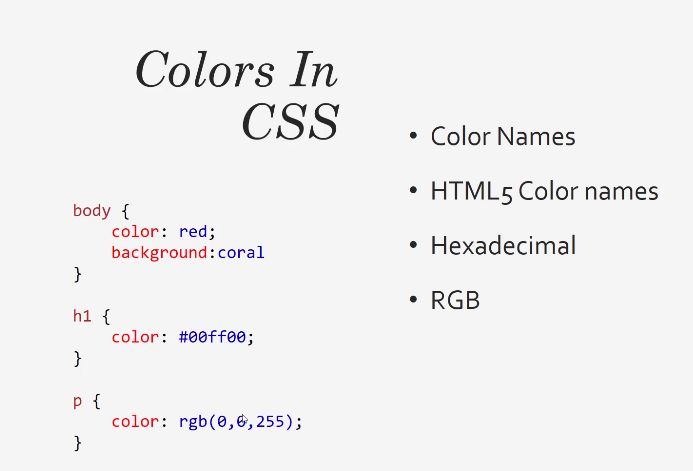 Colors In
CSS
body {
    color: red;
    background:coral
}
h1 {
    color: #00ff00;
}
p {
    color: rgb(0,0,255);
}
• Color Names
• HTML5 Color names
• Hexadecimal
• RGB